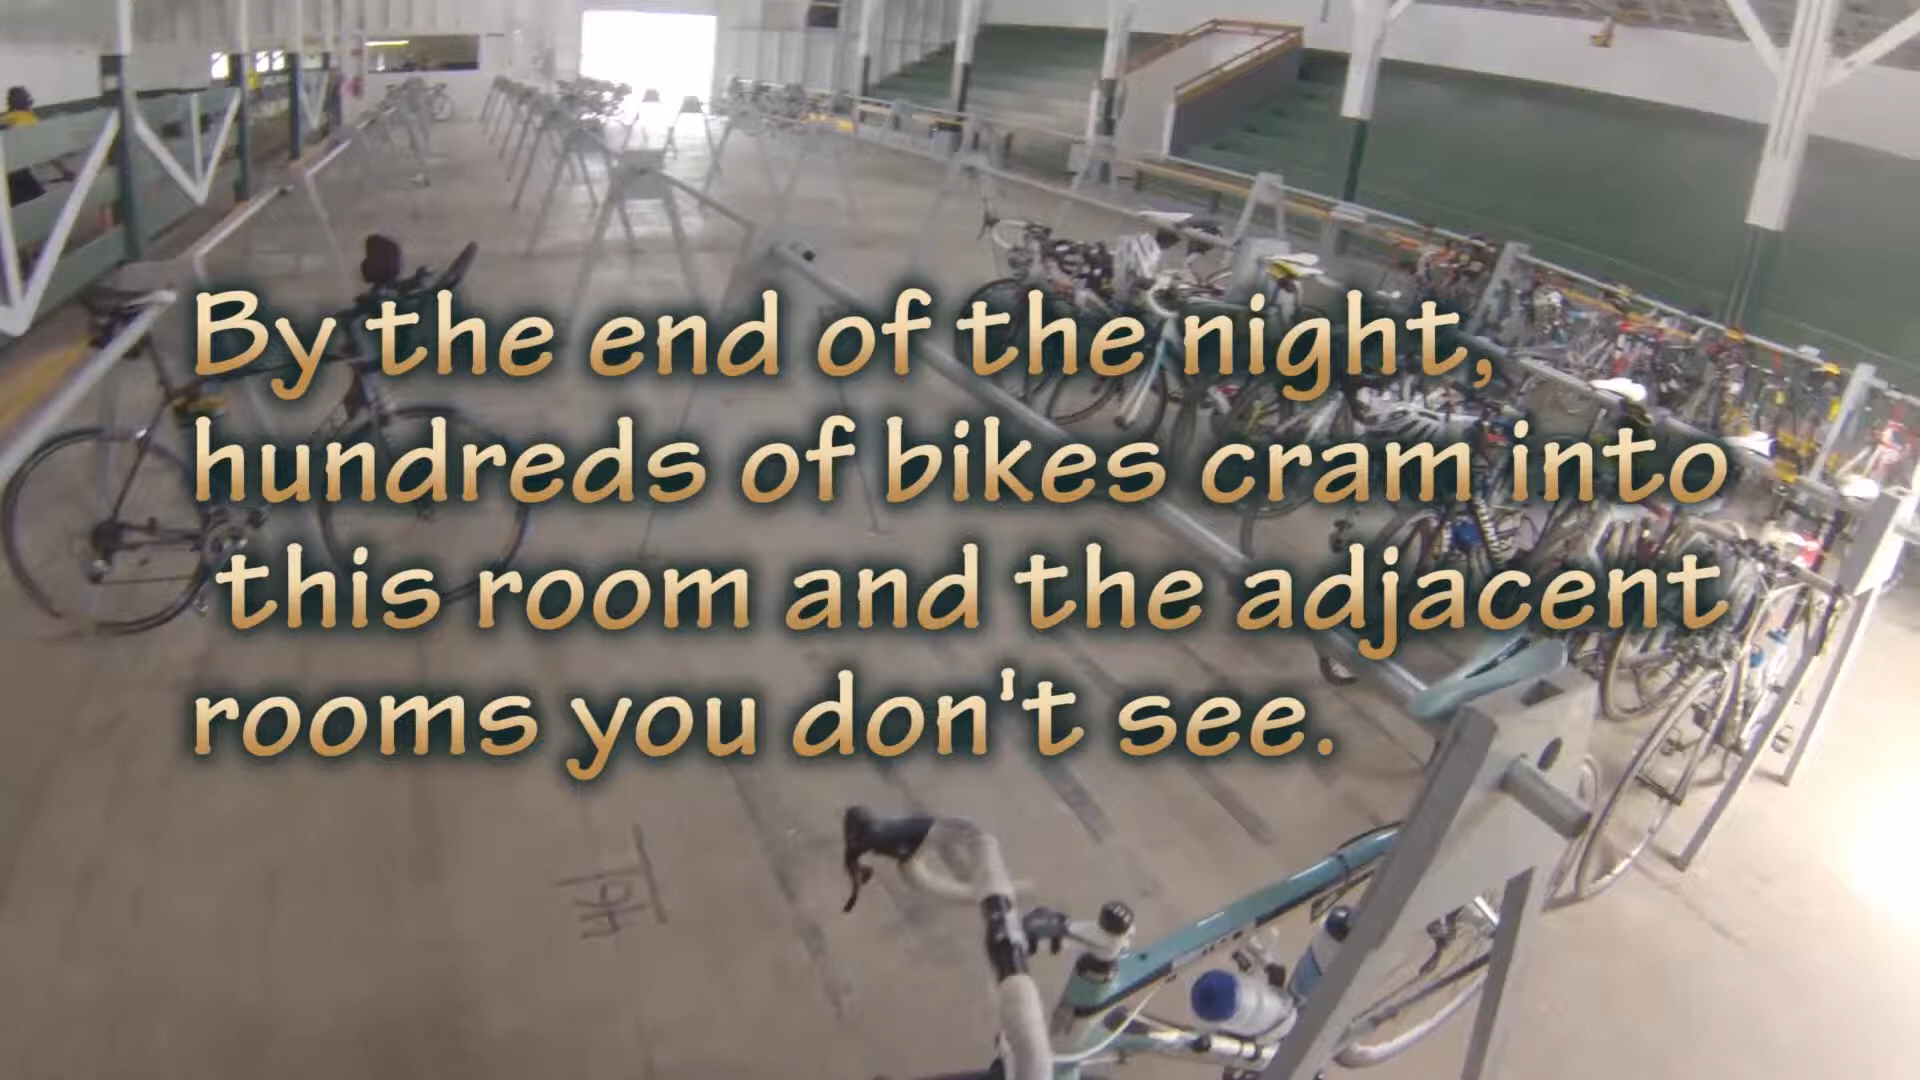 By the end of the night,
hundreds of bikes cram into
this room and the adjacent
rooms you don't see.